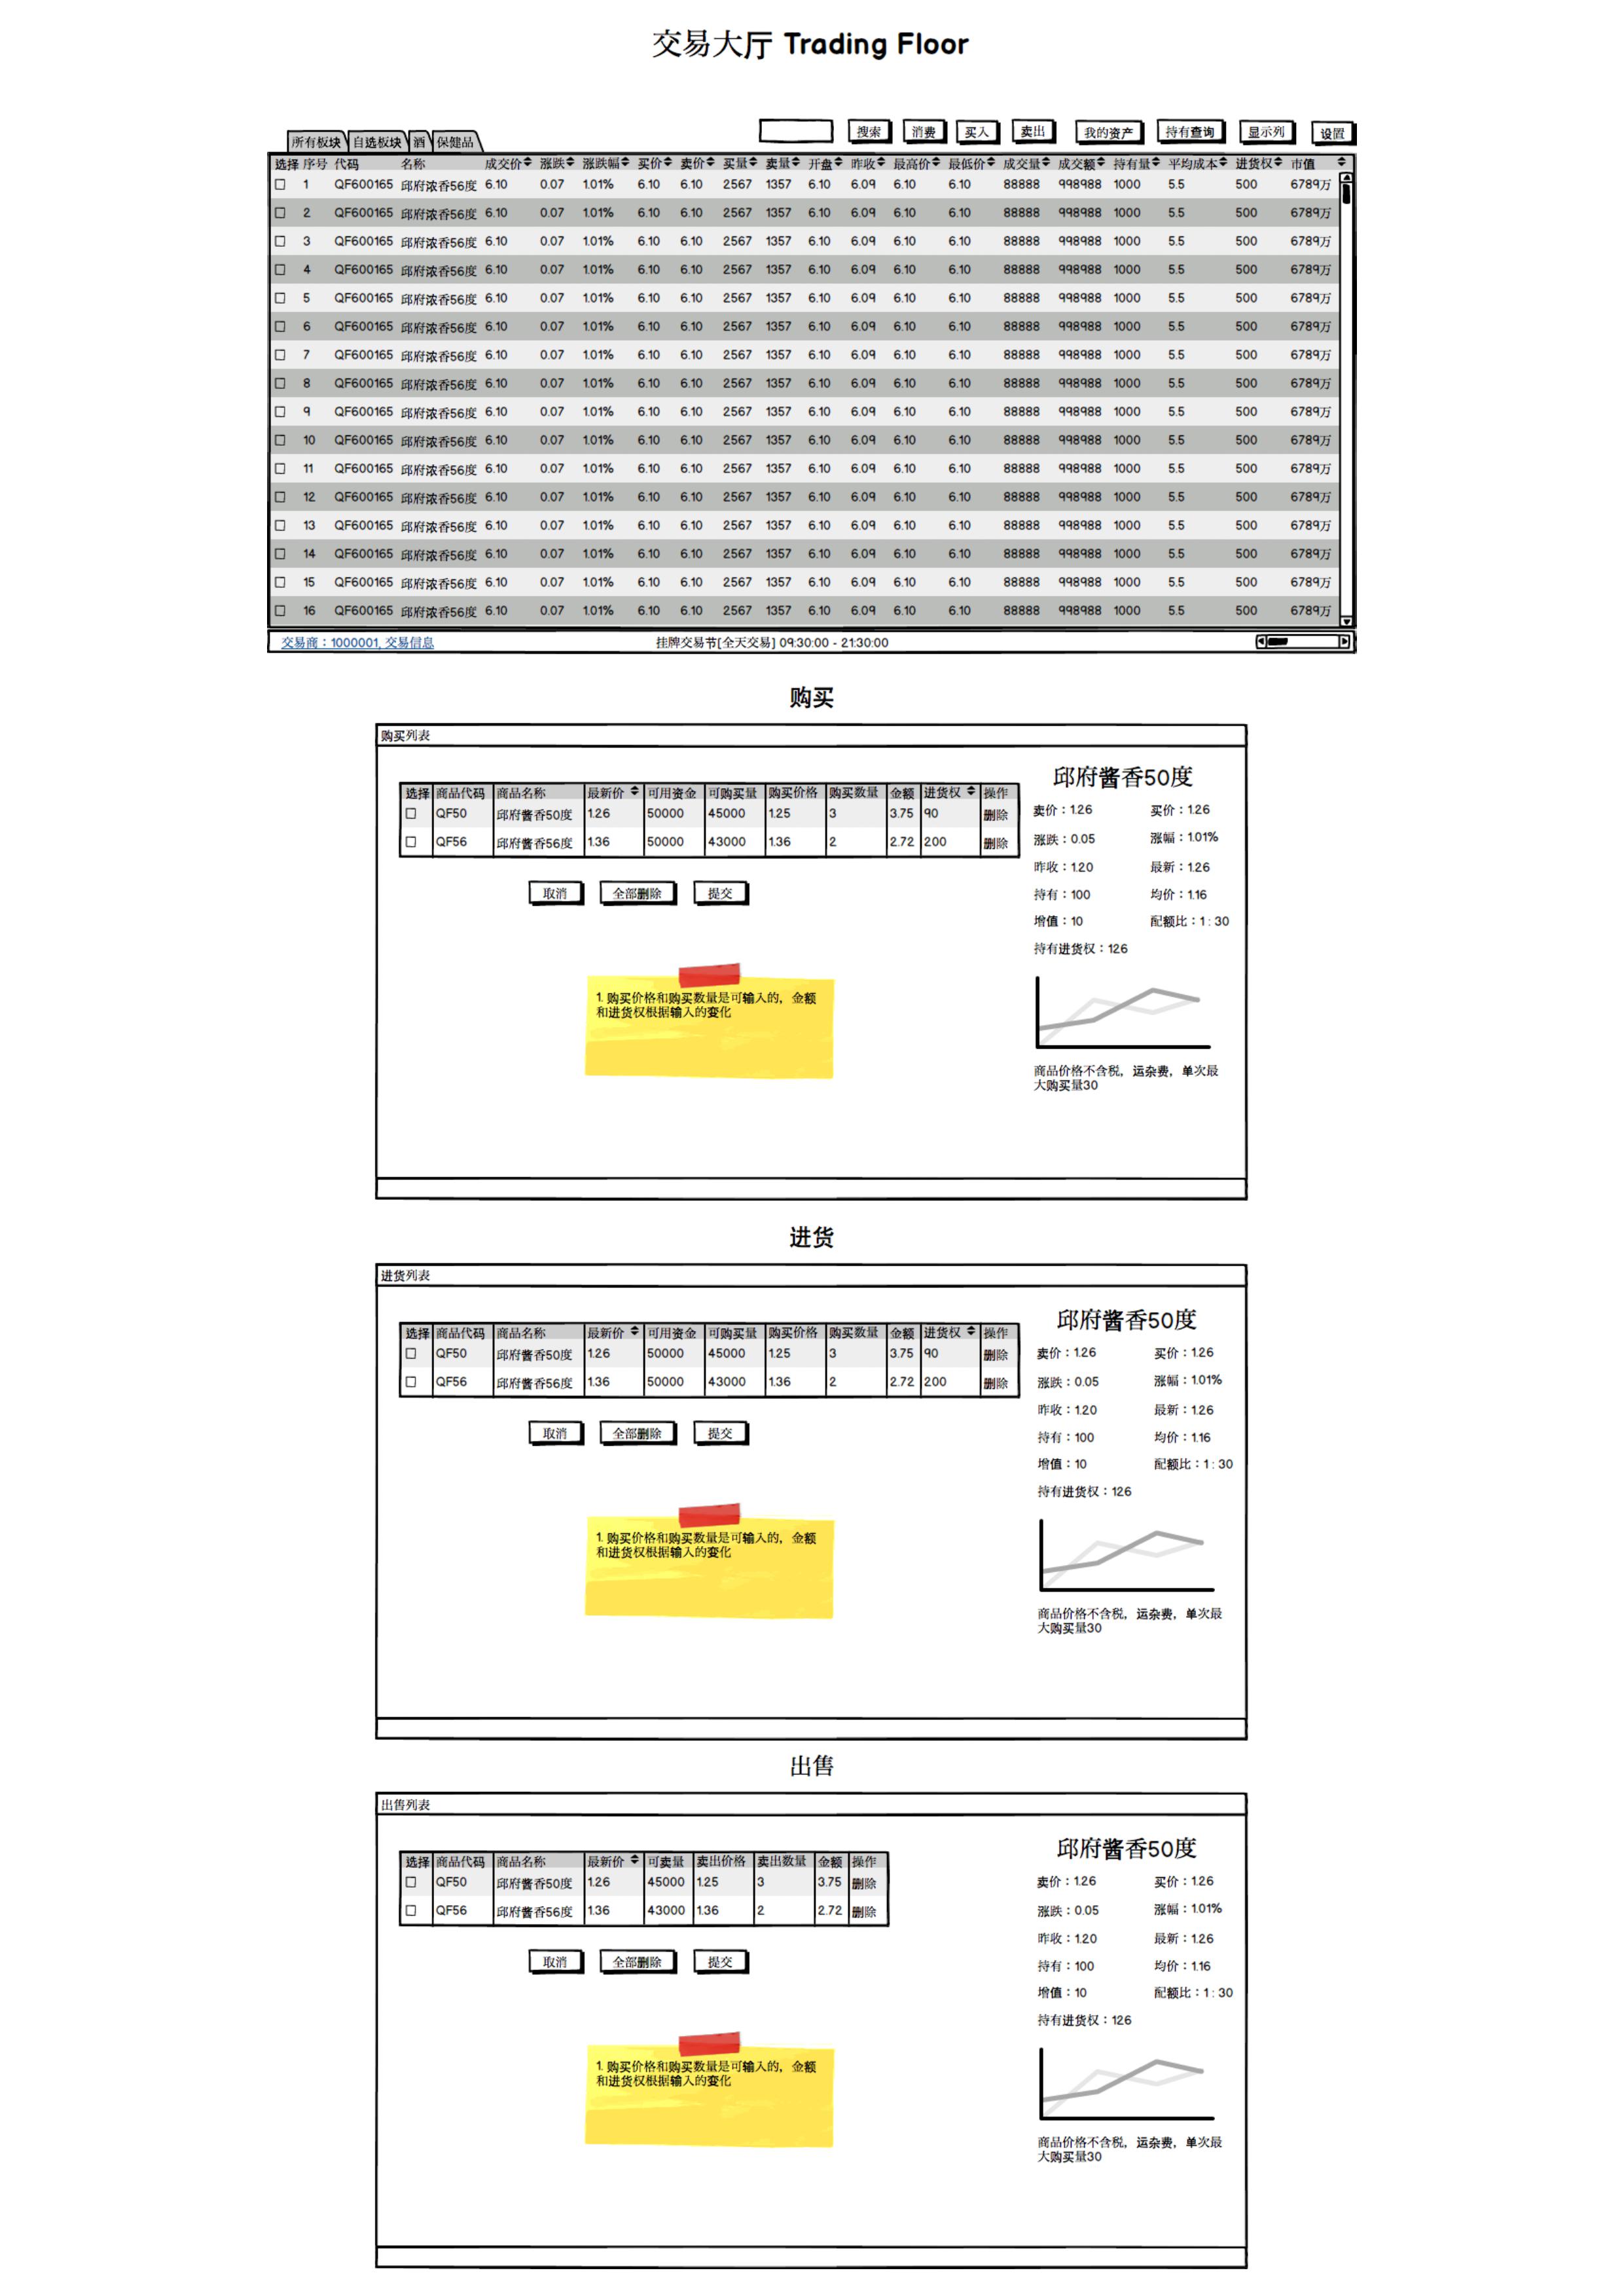 交易大厅 Trading Floor
搜索 消费 买入 卖出 我的资产 持有查询 显示列 设置
所有板块 自选板块 酒 保健品
选择 序号 代码 名称 成交价 涨跌 涨跌幅 买价 卖价 买量 卖量 开盘 昨收 最高价 最低价 成交量 成交额 持有量 平均成本 进货权 市值
1 QF600165 邱府浓香56度 6.10 0.07 1.01% 6.10 6.10 2567 1357 6.10 6.09 6.10 6.10 88888 998988 1000 5.5 500 6789万
2 QF600165 邱府浓香56度 6.10 0.07 1.01% 6.10 6.10 2567 1357 6.10 6.09 6.10 6.10 88888 998988 1000 5.5 500 6789万
3 QF600165 邱府浓香56度 6.10 0.07 1.01% 6.10 6.10 2567 1357 6.10 6.09 6.10 6.10 88888 998988 1000 5.5 500 6789万
4 QF600165 邱府浓香56度 6.10 0.07 1.01% 6.10 6.10 2567 1357 6.10 6.09 6.10 6.10 88888 998988 1000 5.5 500 6789万
5 QF600165 邱府浓香56度 6.10 0.07 1.01% 6.10 6.10 2567 1357 6.10 6.09 6.10 6.10 88888 998988 1000 5.5 500 6789万
6 QF600165 邱府浓香56度 6.10 0.07 1.01% 6.10 6.10 2567 1357 6.10 6.09 6.10 6.10 88888 998988 1000 5.5 500 6789万
7 QF600165 邱府浓香56度 6.10 0.07 1.01% 6.10 6.10 2567 1357 6.10 6.09 6.10 6.10 88888 998988 1000 5.5 500 6789万
8 QF600165 邱府浓香56度 6.10 0.07 1.01% 6.10 6.10 2567 1357 6.10 6.09 6.10 6.10 88888 998988 1000 5.5 500 6789万
9 QF600165 邱府浓香56度 6.10 0.07 1.01% 6.10 6.10 2567 1357 6.10 6.09 6.10 6.10 88888 998988 1000 5.5 500 6789万
10 QF600165 邱府浓香56度 6.10 0.07 1.01% 6.10 6.10 2567 1357 6.10 6.09 6.10 6.10 88888 998988 1000 5.5 500 6789万
11 QF600165 邱府浓香56度 6.10 0.07 1.01% 6.10 6.10 2567 1357 6.10 6.09 6.10 6.10 88888 998988 1000 5.5 500 6789万
12 QF600165 邱府浓香56度 6.10 0.07 1.01% 6.10 6.10 2567 1357 6.10 6.09 6.10 6.10 88888 998988 1000 5.5 500 6789万
13 QF600165 邱府浓香56度 6.10 0.07 1.01% 6.10 6.10 2567 1357 6.10 6.09 6.10 6.10 88888 998988 1000 5.5 500 6789万
14 QF600165 邱府浓香56度 6.10 0.07 1.01% 6.10 6.10 2567 1357 6.10 6.09 6.10 6.10 88888 998988 1000 5.5 500 6789万
15 QF600165 邱府浓香56度 6.10 0.07 1.01% 6.10 6.10 2567 1357 6.10 6.09 6.10 6.10 88888 998988 1000 5.5 500 6789万
16 QF600165 邱府浓香56度 6.10 0.07 1.01% 6.10 6.10 2567 1357 6.10 6.09 6.10 6.10 88888 998988 1000 5.5 500 6789万
交易商：1000001, 交易信息 挂牌交易节[全天交易] 09:30:00 - 21:30:00
购买
购买列表
选择 商品代码 商品名称 最新价 可用资金 可购买量 购买价格 购买数量 金额 进货权 操作
QF50 邱府酱香50度 1.26 50000 45000 1.25 3 3.75 90 删除
QF56 邱府酱香56度 1.36 50000 43000 1.36 2 2.72 200 删除
取消 全部删除 提交
1. 购买价格和购买数量是可输入的，金额
和进货权根据输入的变化
邱府酱香50度
卖价：1.26 买价：1.26
涨跌：0.05 涨幅：1.01%
昨收：1.20 最新：1.26
持有：100 均价：1.16
增值：10 配额比：1：30
持有进货权：126
商品价格不含税，运杂费，单次最
大购买量30
进货
进货列表
选择 商品代码 商品名称 最新价 可用资金 可购买量 购买价格 购买数量 金额 进货权 操作
QF50 邱府酱香50度 1.26 50000 45000 1.25 3 3.75 90 删除
QF56 邱府酱香56度 1.36 50000 43000 1.36 2 2.72 200 删除
取消 全部删除 提交
1. 购买价格和购买数量是可输入的，金额
和进货权根据输入的变化
邱府酱香50度
卖价：1.26 买价：1.26
涨跌：0.05 涨幅：1.01%
昨收：1.20 最新：1.26
持有：100 均价：1.16
增值：10 配额比：1：30
持有进货权：126
商品价格不含税，运杂费，单次最
大购买量30
出售
出售列表
选择 商品代码 商品名称 最新价 可卖量 卖出价格 卖出数量 金额 操作
QF50 邱府酱香50度 1.26 45000 1.25 3 3.75 删除
QF56 邱府酱香56度 1.36 43000 1.36 2 2.72 删除
取消 全部删除 提交
1. 购买价格和购买数量是可输入的，金额
和进货权根据输入的变化
邱府酱香50度
卖价：1.26 买价：1.26
涨跌：0.05 涨幅：1.01%
昨收：1.20 最新：1.26
持有：100 均价：1.16
增值：10 配额比：1：30
持有进货权：126
商品价格不含税，运杂费，单次最
大购买量30